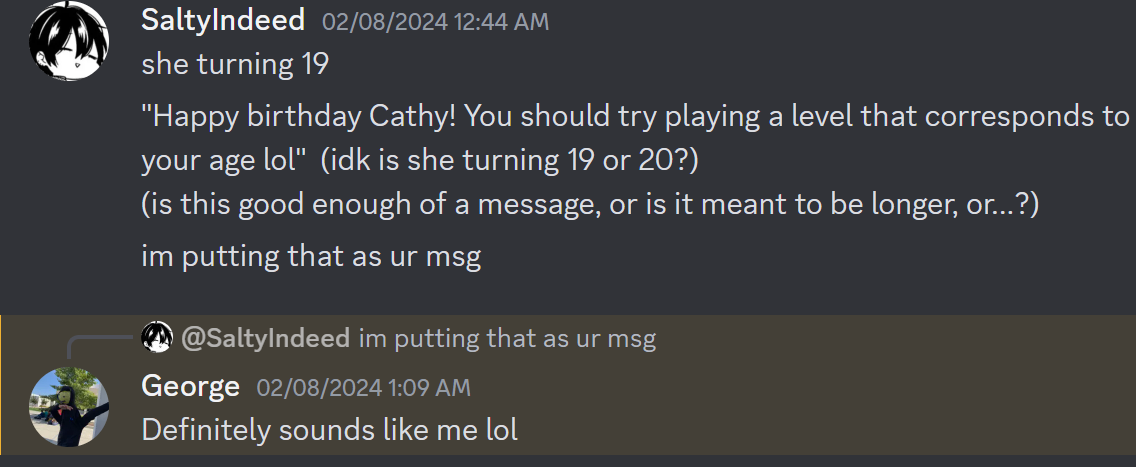 SaltyIndeed 02/08/2024 12:44 AM
she turning 19
"Happy birthday Cathy! You should try playing a level that corresponds to
your age lol"  (idk is she turning 19 or 20?)
(is this good enough of a message, or is it meant to be longer, or...?)
im putting that as ur msg
@SaltyIndeed im putting that as ur msg
George 02/08/2024 1:09 AM
Definitely sounds like me lol